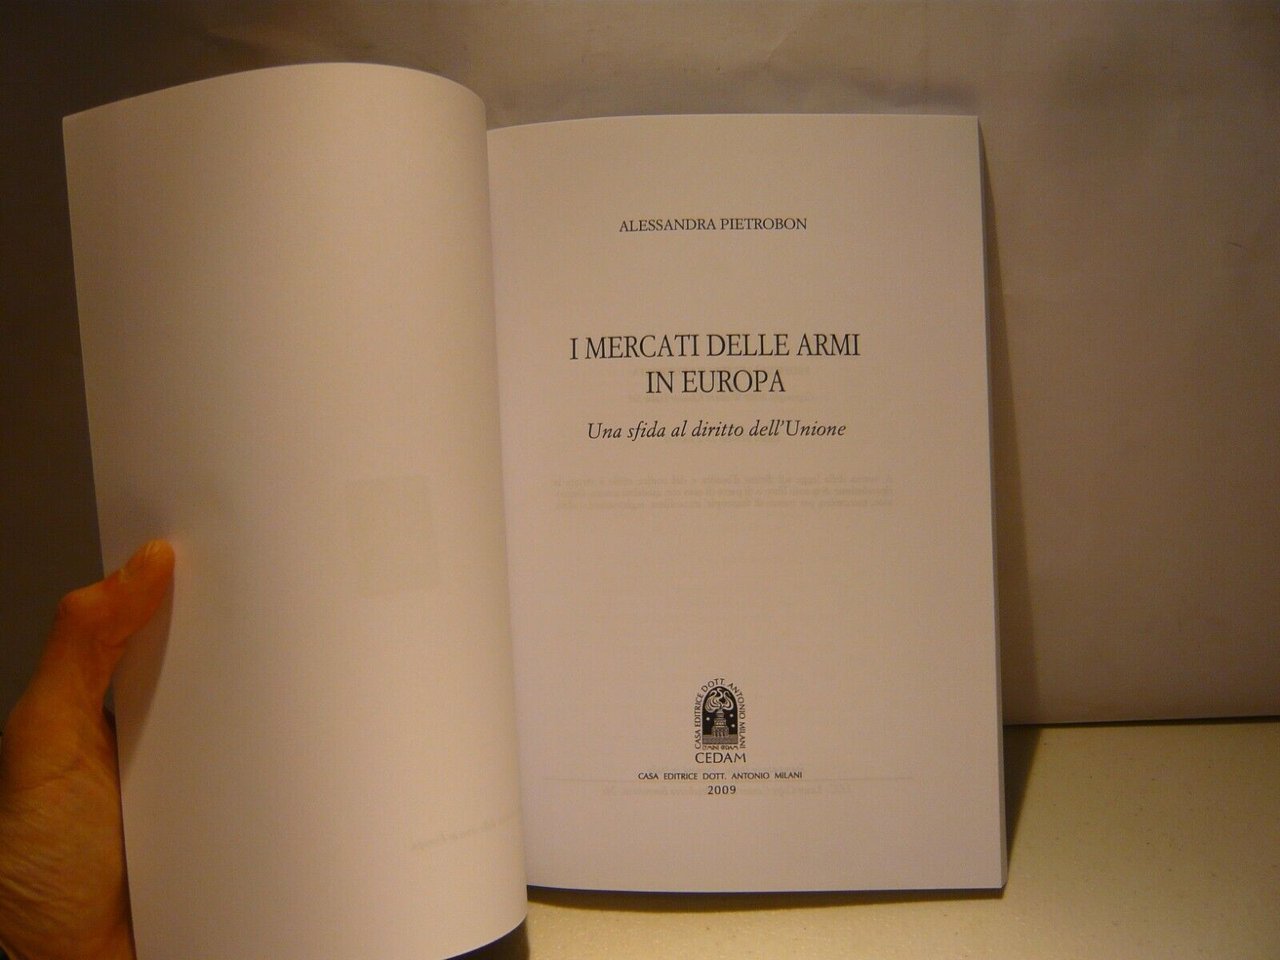 ALESSANDRA PIETROBON
I MERCATI DELLE ARMI
IN EUROPA
Una sfida al diritto dell'Unione
CASA EDITRICE DOTT. ANTONIO MILANI
CEDAM
CASA EDITRICE DOTT. ANTONIO MILANI
2009